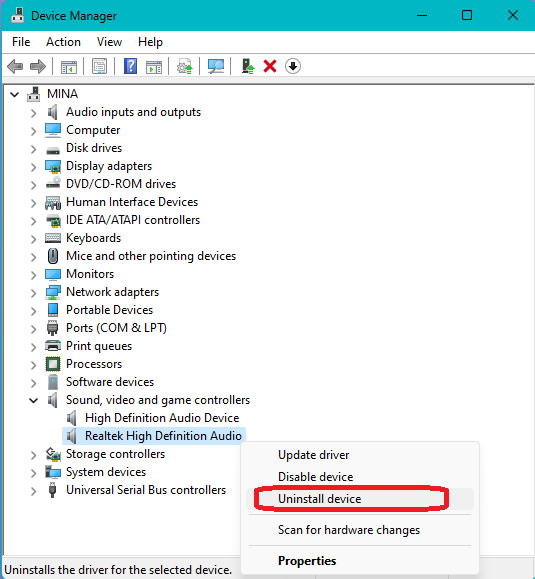 Device Manager
File Action View Help
MINA
Audio inputs and outputs
Computer
Disk drives
Display adapters
DVD/CD-ROM drives
Human Interface Devices
IDE ATA/ATAPI controllers
Keyboards
Mice and other pointing devices
Monitors
Network adapters
Portable Devices
Ports (COM & LPT)
Print queues
Processors
Software devices
Sound, video and game controllers
High Definition Audio Device
Realtek High Definition Audio
Storage controllers
System devices
Universal Serial Bus controllers
Update driver
Disable device
Uninstall device
Scan for hardware changes
Properties
Uninstalls the driver for the selected device.